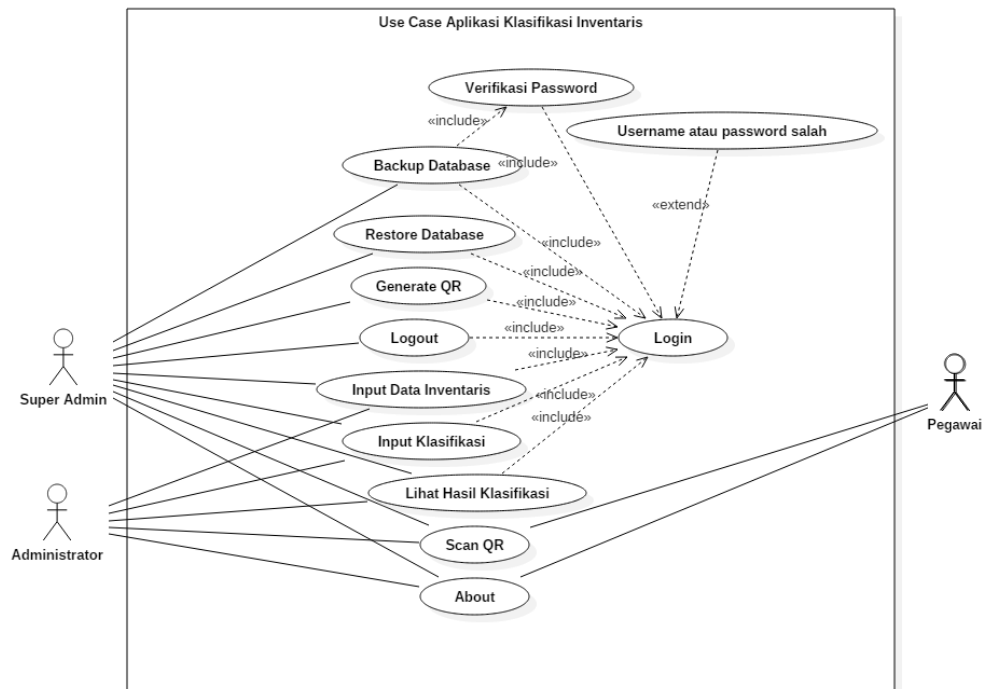 Use Case Aplikasi Klasifikasi Inventaris
Verifikasi Password
«include»
Username atau password salah
Backup Database
«include»
«extend»
Restore Database
«include»
«include»
Generate QR
«include»
Logout
«include»
Login
«include»
Super Admin
Input Data Inventaris
«include»
Pegawai
Input Klasifikasi
«include»
Lihat Hasil Klasifikasi
Administrator
Scan QR
About